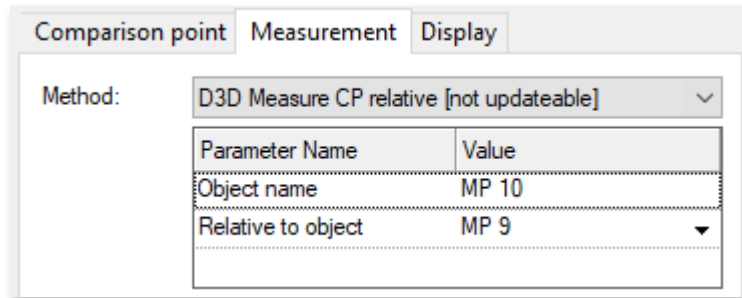 Comparison point Measurement Display
Method: D3D Measure CP relative [not updateable]
Parameter Name Value
Object name MP 10
Relative to object MP 9